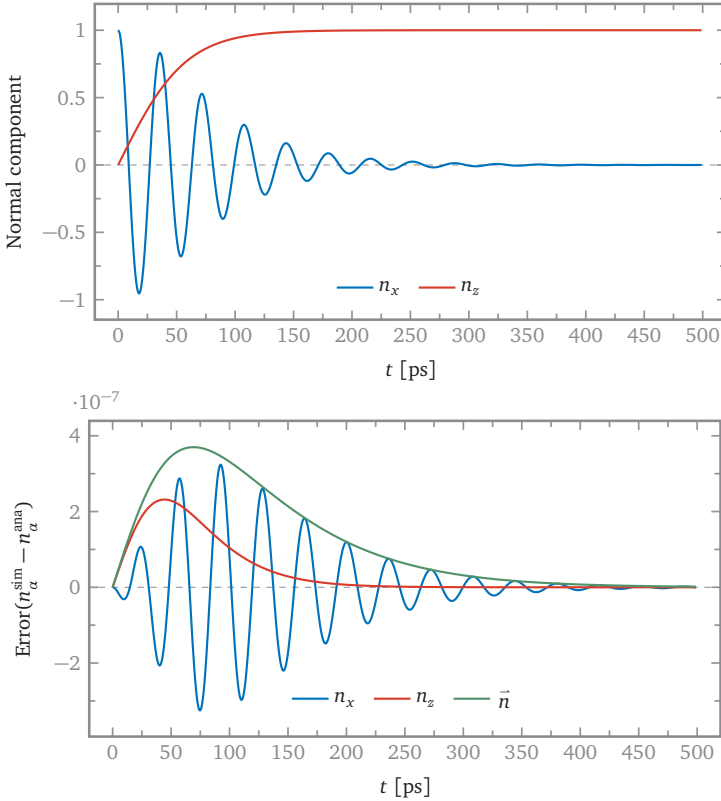 1
0.5
0
−0.5
−1
Normal component
n_x n_z
0 50 100 150 200 250 300 350 400 450 500
t [ps]
·10⁻⁷
4
2
0
−2
Error(n_α^sim − n_α^ana)
n_x n_z n⃗
0 50 100 150 200 250 300 350 400 450 500
t [ps]